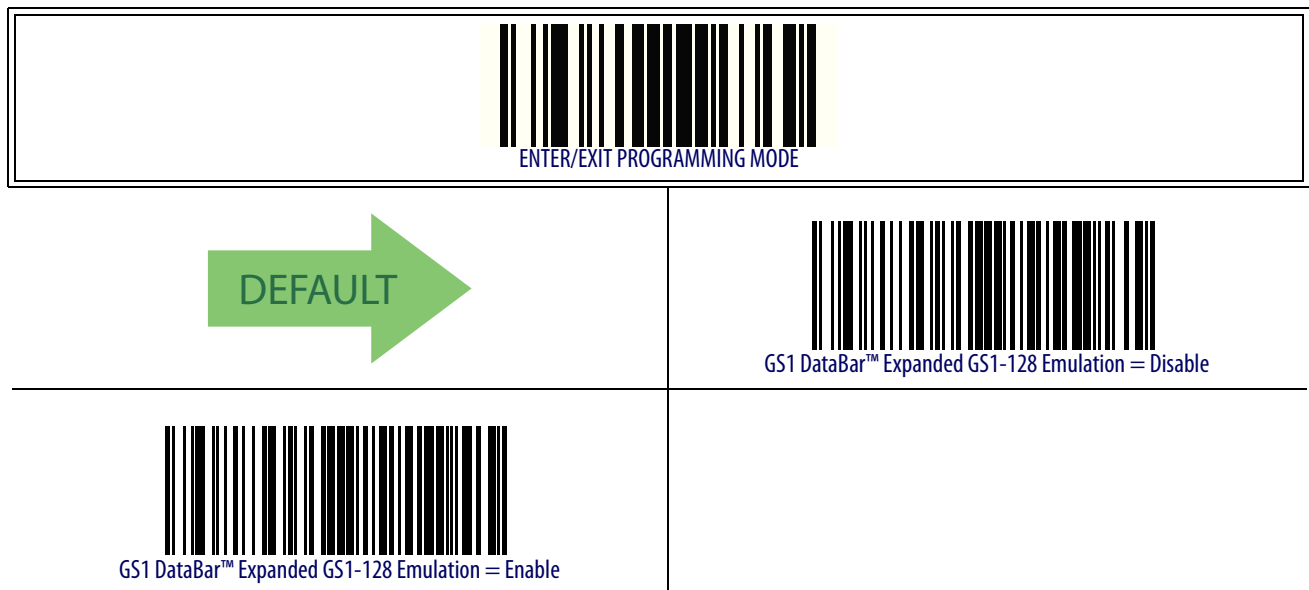 ENTER/EXIT PROGRAMMING MODE
DEFAULT
GS1 DataBar™ Expanded GS1-128 Emulation = Disable
GS1 DataBar™ Expanded GS1-128 Emulation = Enable